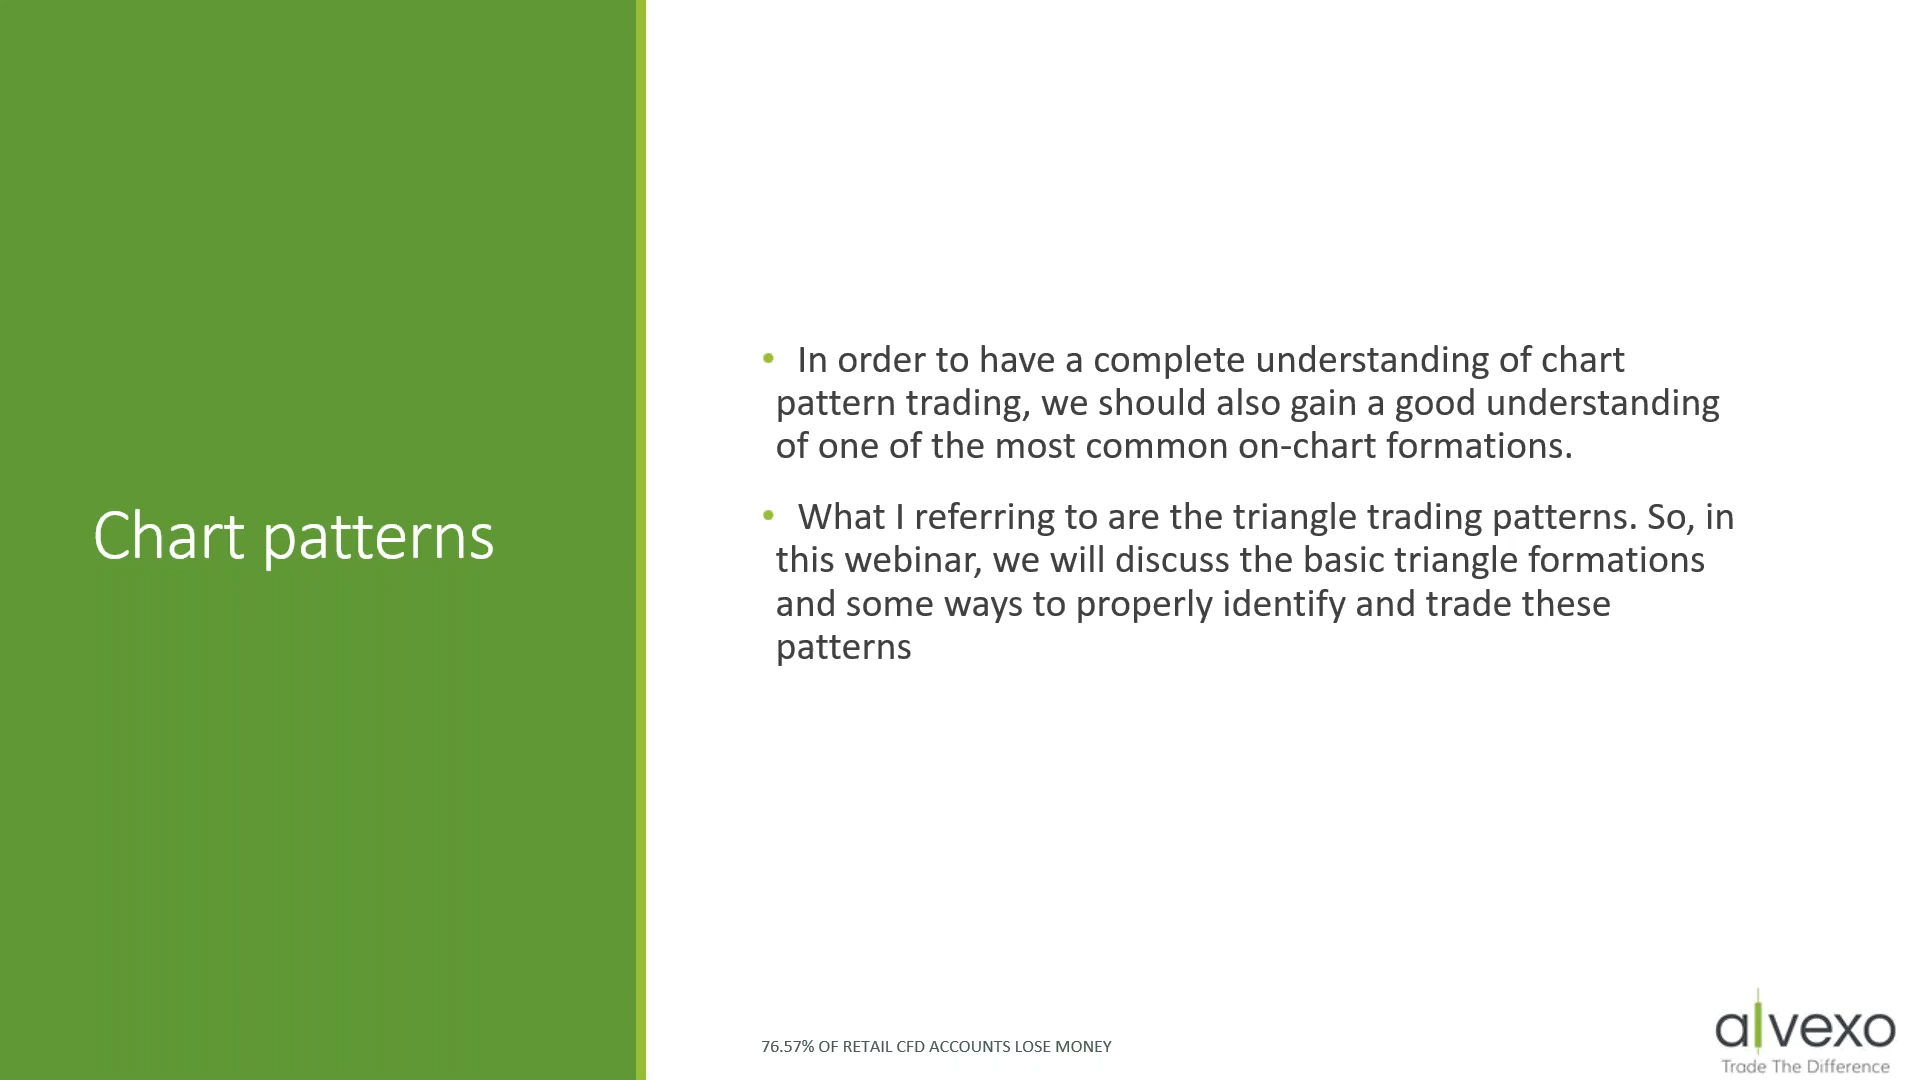 Chart patterns
• In order to have a complete understanding of chart
pattern trading, we should also gain a good understanding
of one of the most common on-chart formations.
• What I referring to are the triangle trading patterns. So, in
this webinar, we will discuss the basic triangle formations
and some ways to properly identify and trade these
patterns
76.57% OF RETAIL CFD ACCOUNTS LOSE MONEY
alvexo
Trade The Difference